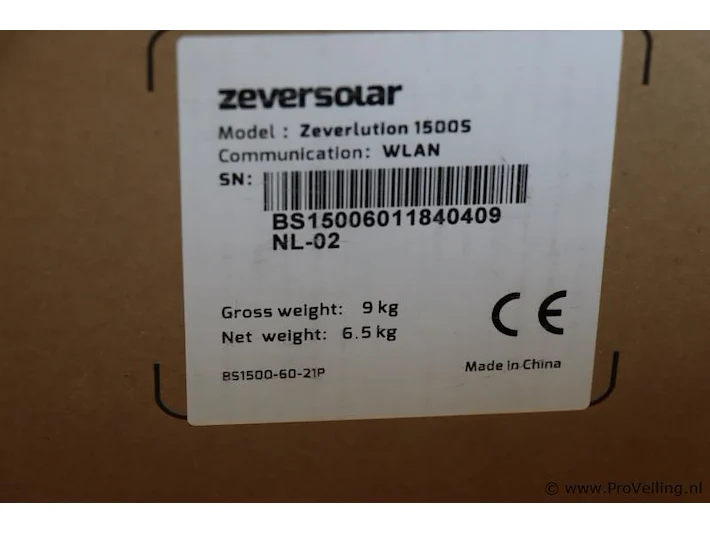 zeversolar
Model : Zeverlution 1500S
Communication: WLAN
SN:
BS15006011840409
NL-02
Gross weight: 9 kg
Net weight: 6.5 kg
CE
BS1500-60-21P
Made in China
© www.ProVeiling.nl